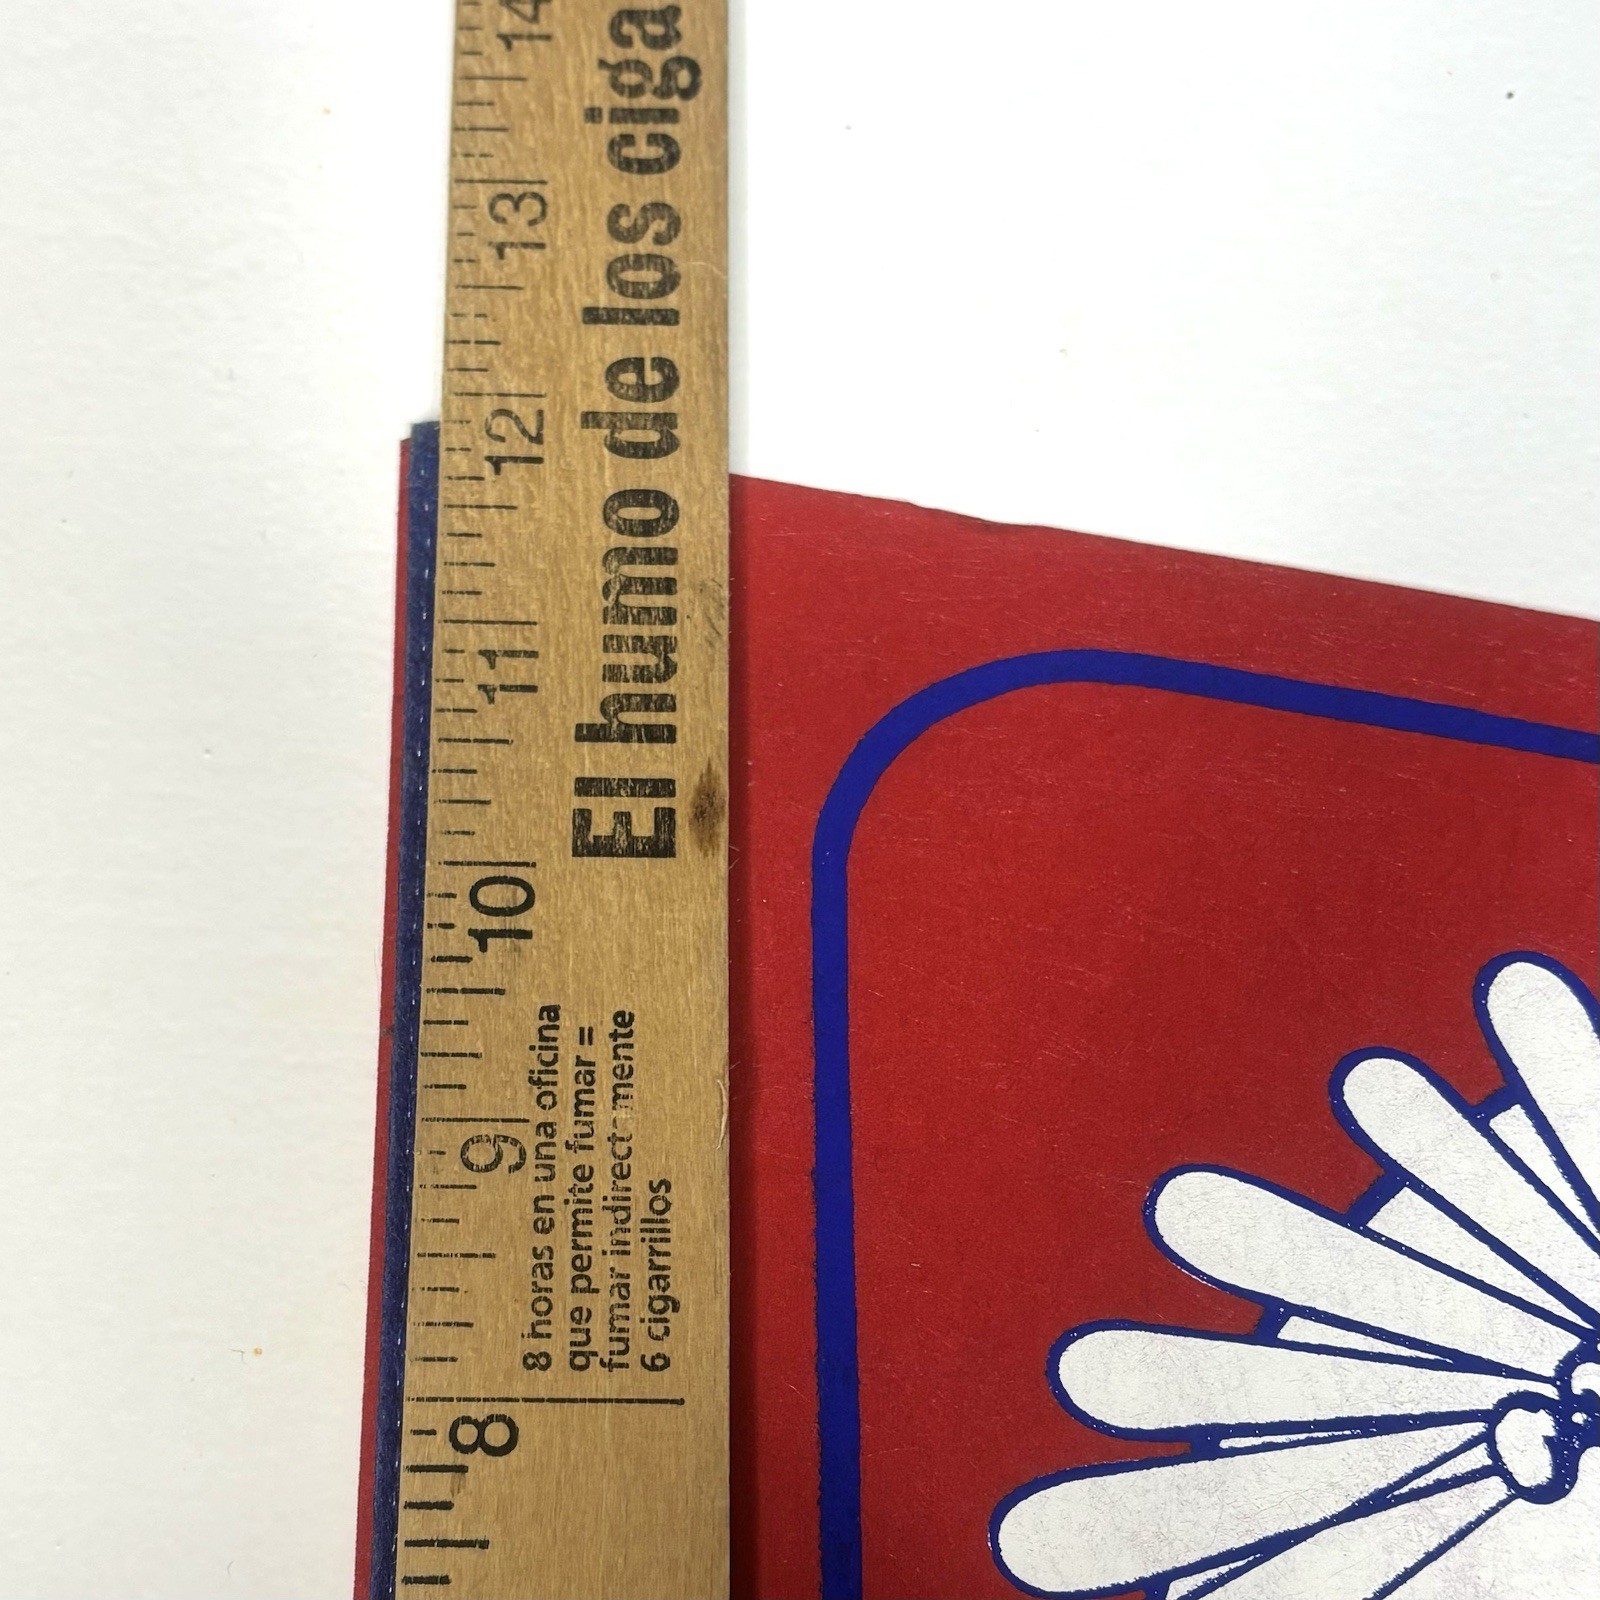 El humo de los ciga
8 horas en una oficina
que permite fumar =
fumar indirectamente
6 cigarrillos
8
9
10
11
12
13
14